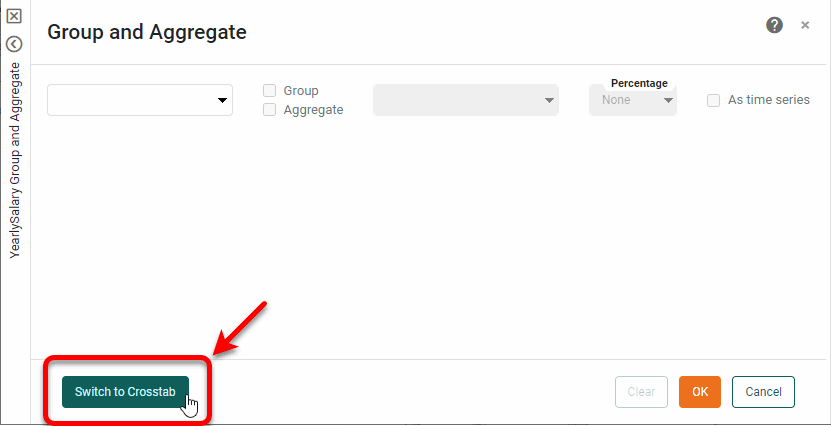 Group and Aggregate
?
×
YearlySalary Group and Aggregate
Group
Aggregate
Percentage
None
As time series
Switch to Crosstab
Clear
OK
Cancel